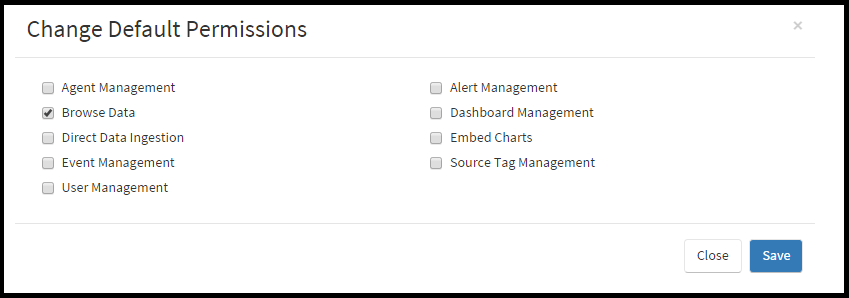 Change Default Permissions
×
Agent Management
Browse Data
Direct Data Ingestion
Event Management
User Management
Alert Management
Dashboard Management
Embed Charts
Source Tag Management
Close
Save